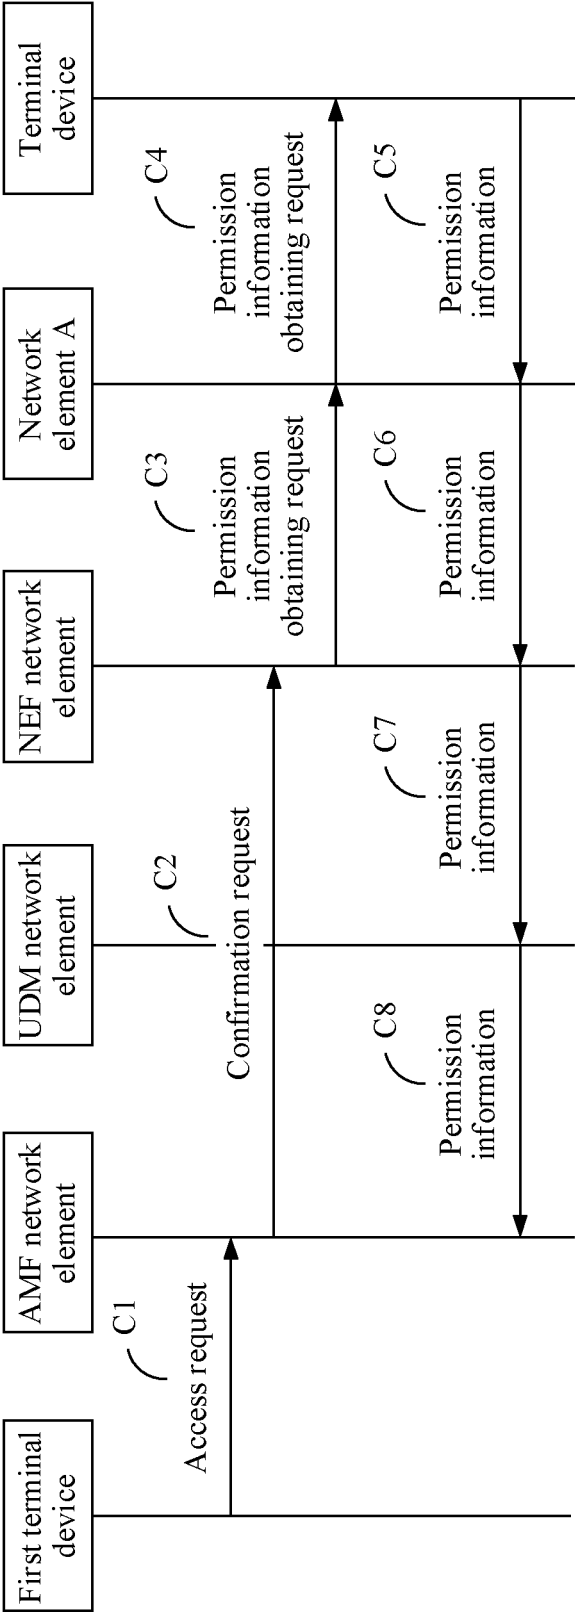 First terminal
device
AMF network
element
UDM network
element
NEF network
element
Network
element A
Terminal
device
C1
Access request
C2
Confirmation request
C3
Permission
information
obtaining request
C4
Permission
information
obtaining request
C5
Permission
information
C6
Permission
information
C7
Permission
information
C8
Permission
information